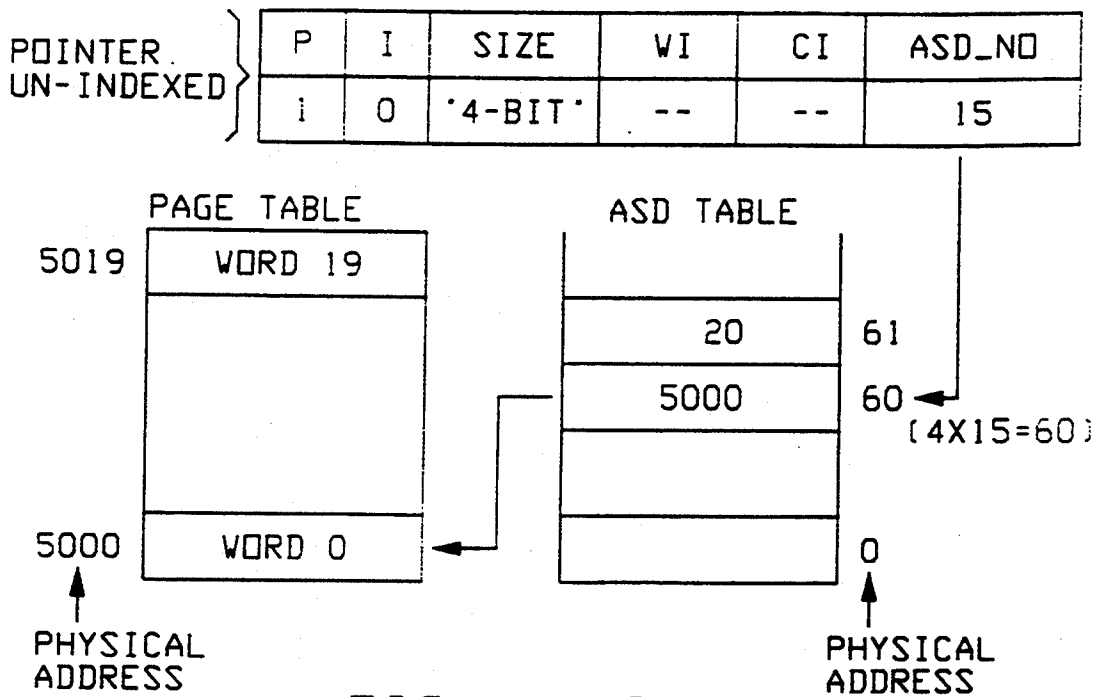 POINTER
UN-INDEXED
P I SIZE WI CI ASD_NO
1 0 '4-BIT' -- -- 15
PAGE TABLE
ASD TABLE
5019
WORD 19
20 61
5000 60
(4X15=60)
5000
WORD 0
0
PHYSICAL
ADDRESS
PHYSICAL
ADDRESS